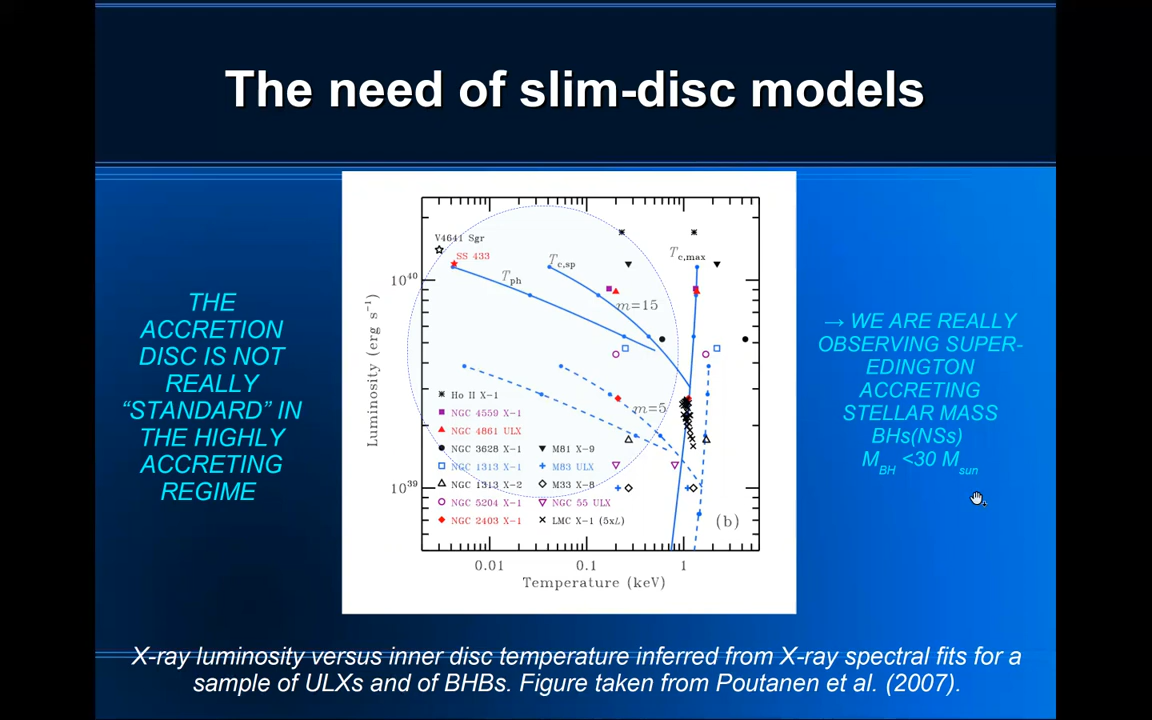 The need of slim-disc models
THE
ACCRETION
DISC IS NOT
REALLY
“STANDARD” IN
THE HIGHLY
ACCRETING
REGIME
V4641 Sgr
SS 433
T_ph
T_c,sp
T_c,max
m=15
m=5
Luminosity (erg s⁻¹)
10⁴⁰
10³⁹
Ho II X-1
NGC 4559 X-1
NGC 4861 ULX
NGC 3628 X-1
NGC 1313 X-1
NGC 1313 X-2
NGC 5204 X-1
NGC 2403 X-1
M81 X-9
M83 ULX
M33 X-8
NGC 55 ULX
LMC X-1 (5xL)
(b)
0.01 0.1 1
Temperature (keV)
→ WE ARE REALLY
OBSERVING SUPER-
EDINGTON
ACCRETING
STELLAR MASS
BHs(NSs)
M_BH <30 M_sun
X-ray luminosity versus inner disc temperature inferred from X-ray spectral fits for a
sample of ULXs and of BHBs. Figure taken from Poutanen et al. (2007).